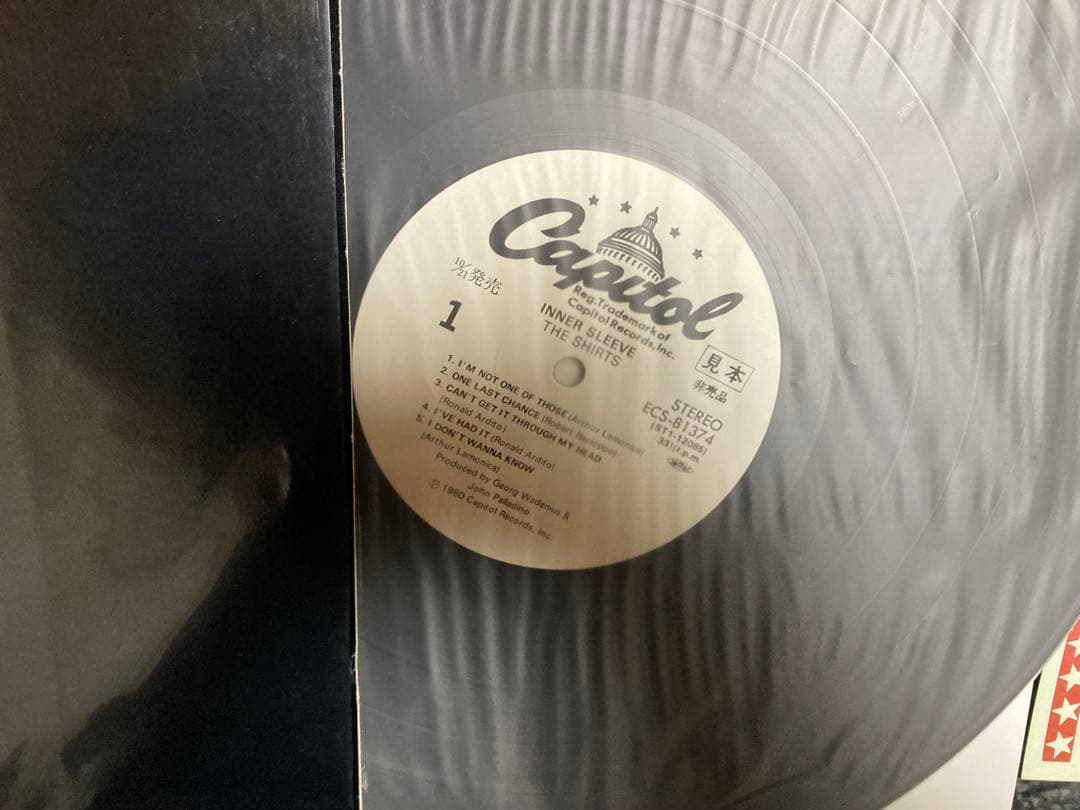 Capitol
Reg. Trademark of
Capitol Records, Inc.
10/21発売
1
INNER SLEEVE
THE SHIRTS
見本
非売品
STEREO
ECS-81374
(ST1-12085)
33⅓ r.p.m.
1. I'M NOT ONE OF THOSE (Arthur Lamonica)
2. ONE LAST CHANCE (Robert Racioppo)
3. CAN'T GET IT THROUGH MY HEAD
(Ronald Ardito)
4. I'VE HAD IT (Ronald Ardito)
5. I DON'T WANNA KNOW
(Arthur Lamonica)
Produced by Georg Wadenius &
John Palladino
℗ 1980 Capitol Records, Inc.